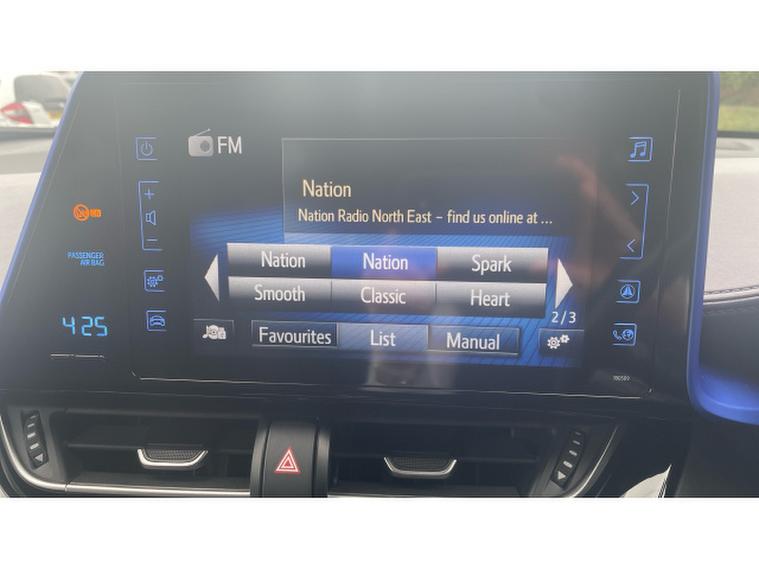 FM
Nation
Nation Radio North East – find us online at ...
Nation Nation Spark
Smooth Classic Heart
2 / 3
Favourites List Manual
PASSENGER
AIR BAG
4:25